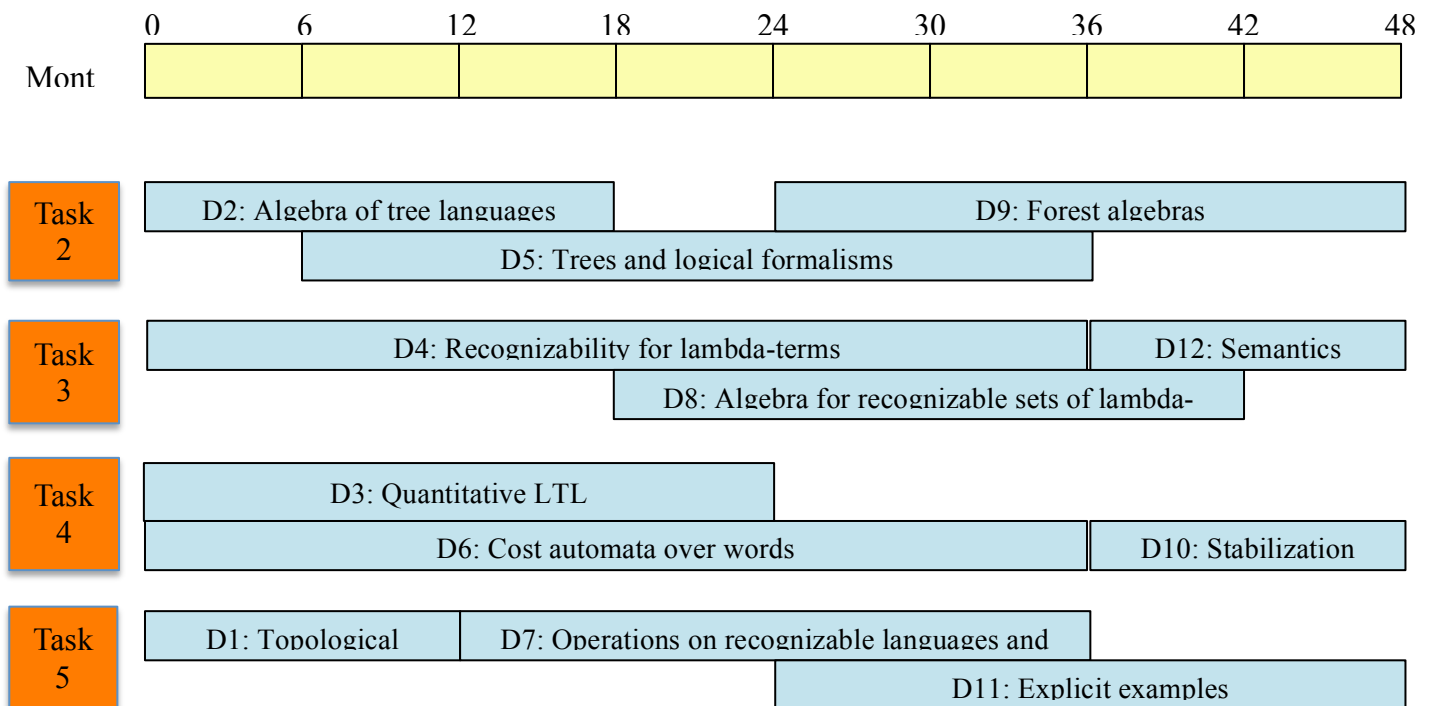 0 6 12 18 24 30 36 42 48
Mont
Task
2
D2: Algebra of tree languages
D9: Forest algebras
D5: Trees and logical formalisms
Task
3
D4: Recognizability for lambda-terms
D12: Semantics
D8: Algebra for recognizable sets of lambda-
Task
4
D3: Quantitative LTL
D6: Cost automata over words
D10: Stabilization
Task
5
D1: Topological
D7: Operations on recognizable languages and
D11: Explicit examples